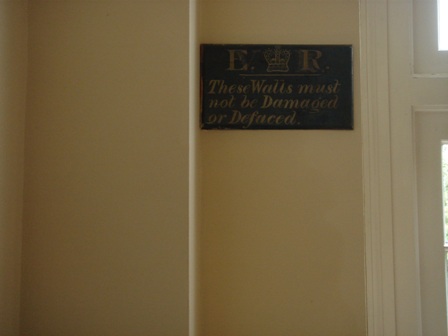 E. R.
These Walls must
not be Damaged
or Defaced.